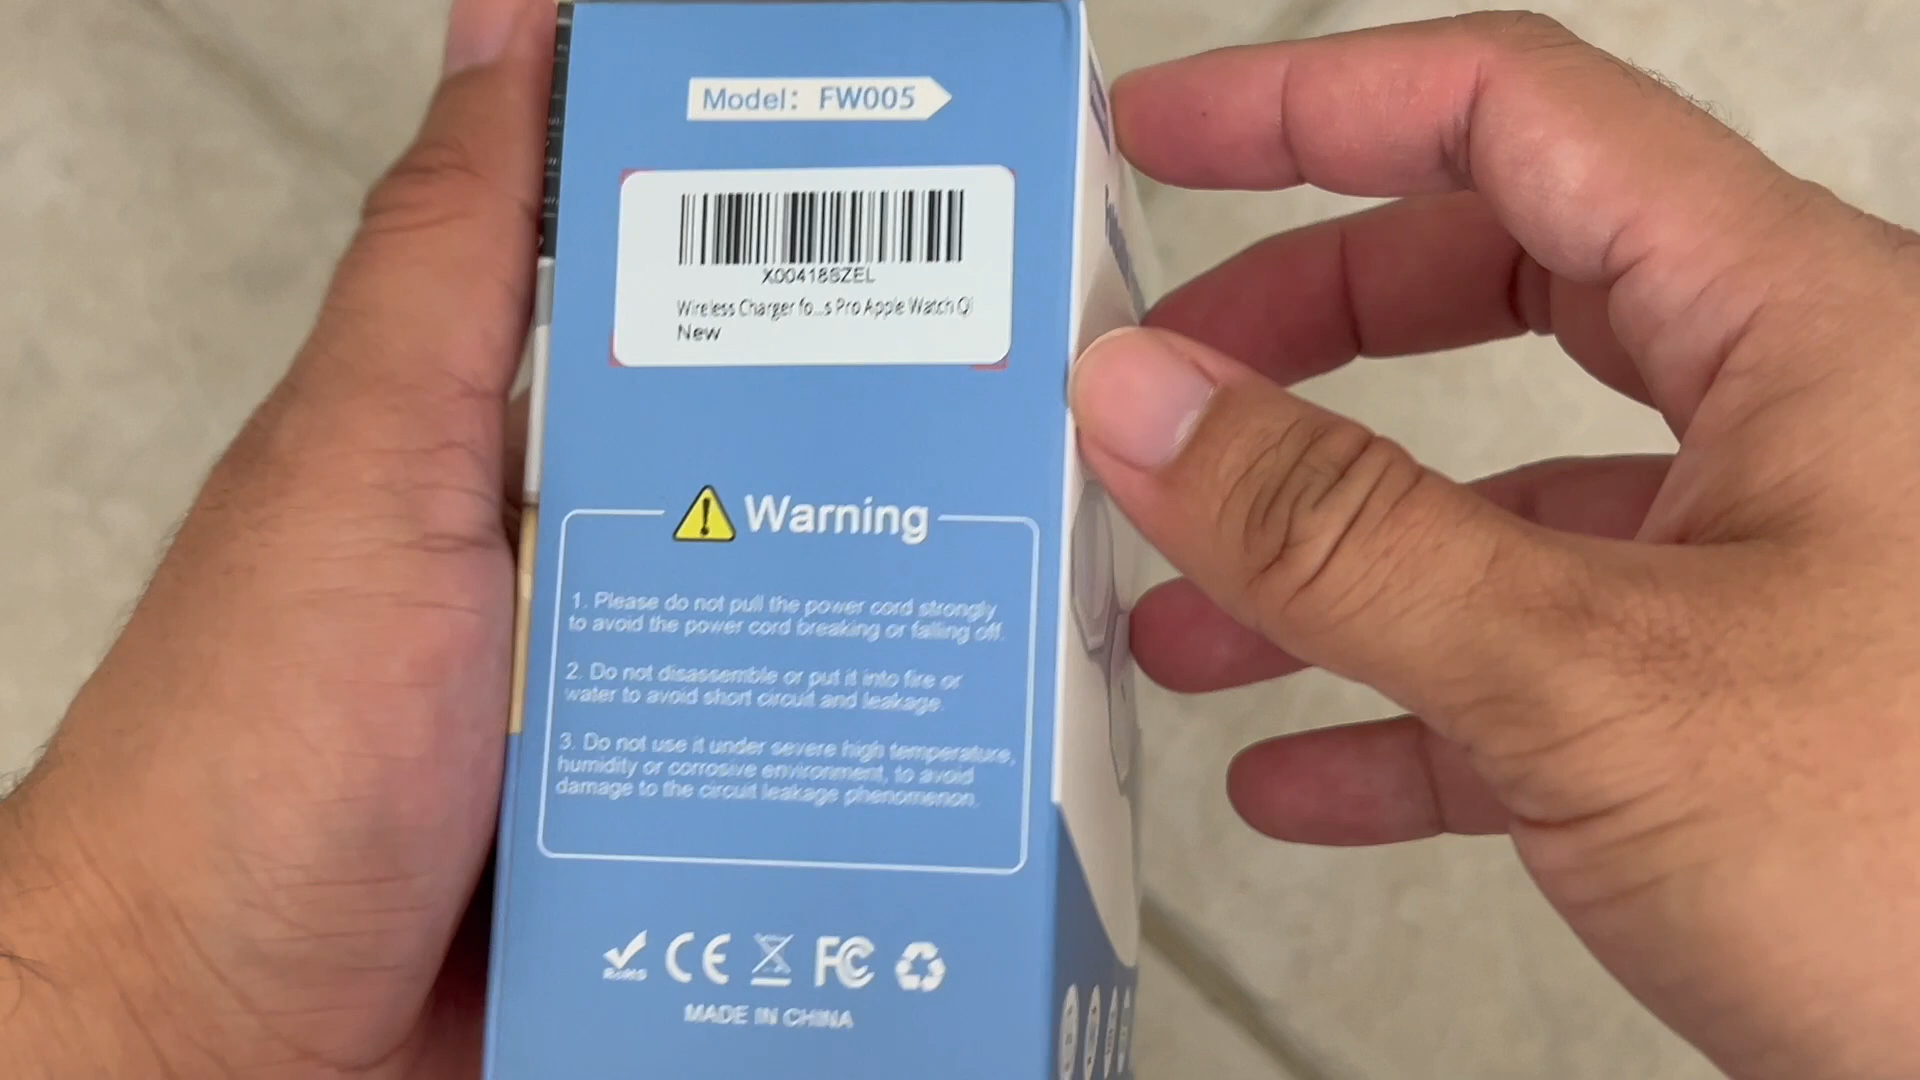 Model: FW005
X00418SZEL
Wireless Charger fo...s Pro Apple Watch Qi
New
Warning
1. Please do not pull the power cord strongly
to avoid the power cord breaking or falling off.
2. Do not disassemble or put it into fire or
water to avoid short circuit and leakage.
3. Do not use it under severe high temperature,
humidity or corrosive environment, to avoid
damage to the circuit leakage phenomenon.
RoHS CE FC
MADE IN CHINA